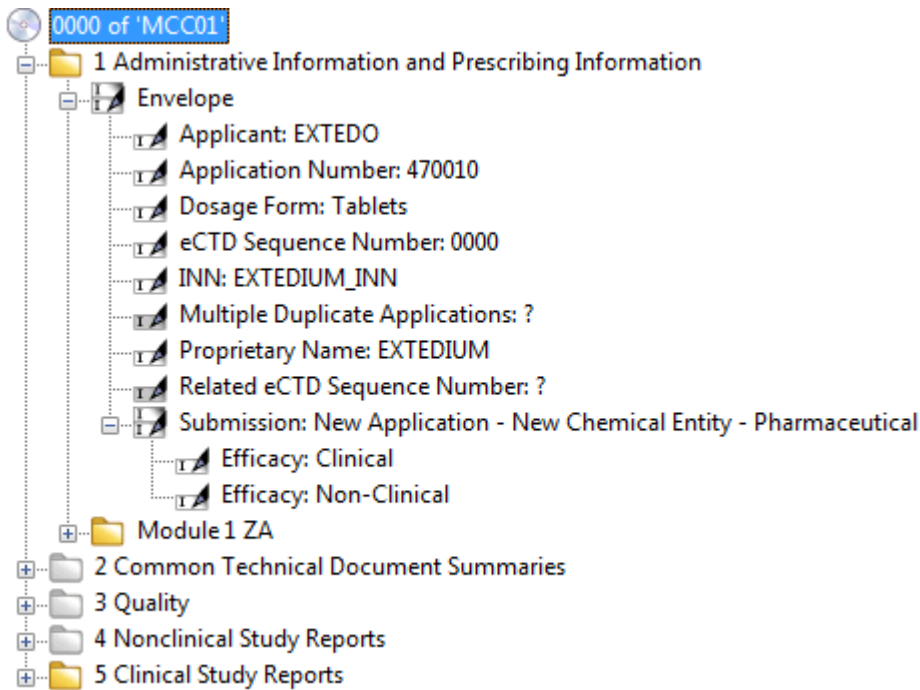 0000 of 'MCC01'
1 Administrative Information and Prescribing Information
Envelope
Applicant: EXTEDO
Application Number: 470010
Dosage Form: Tablets
eCTD Sequence Number: 0000
INN: EXTEDIUM_INN
Multiple Duplicate Applications: ?
Proprietary Name: EXTEDIUM
Related eCTD Sequence Number: ?
Submission: New Application - New Chemical Entity - Pharmaceutical
Efficacy: Clinical
Efficacy: Non-Clinical
Module 1 ZA
2 Common Technical Document Summaries
3 Quality
4 Nonclinical Study Reports
5 Clinical Study Reports